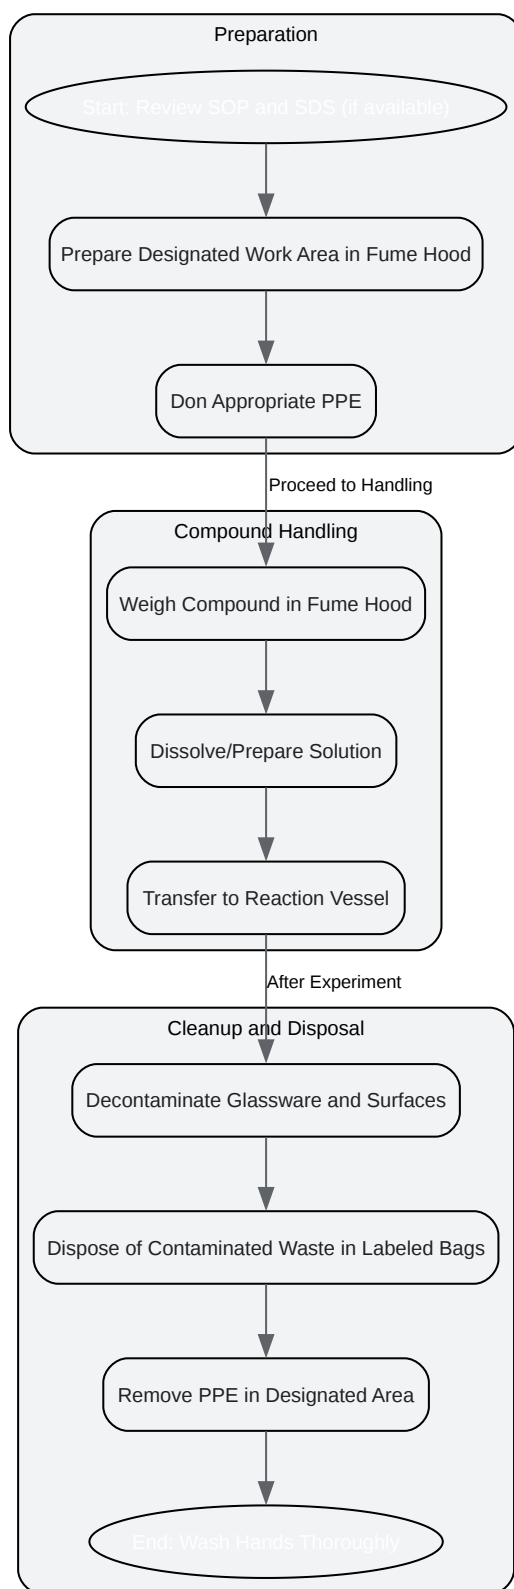 Preparation
Start: Review SOP and SDS (if available)
Prepare Designated Work Area in Fume Hood
Don Appropriate PPE
Proceed to Handling
Compound Handling
Weigh Compound in Fume Hood
Dissolve/Prepare Solution
Transfer to Reaction Vessel
After Experiment
Cleanup and Disposal
Decontaminate Glassware and Surfaces
Dispose of Contaminated Waste in Labeled Bags
Remove PPE in Designated Area
End: Wash Hands Thoroughly